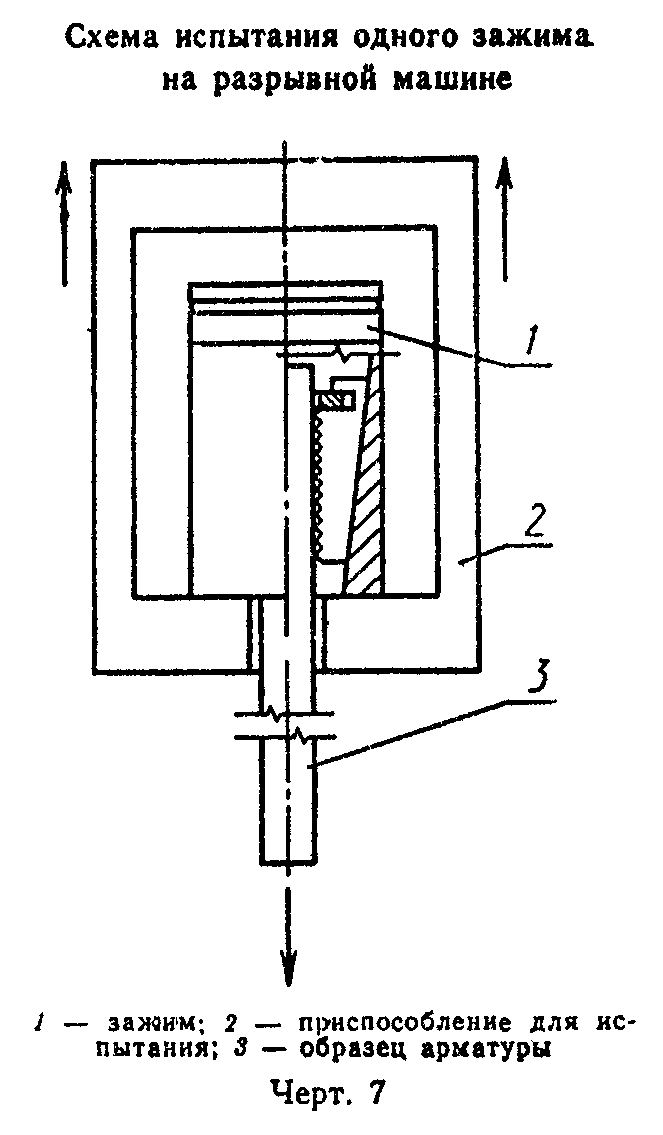 Схема испытания одного зажима
на разрывной машине
1
2
3
1 — зажим; 2 — приспособление для ис-
пытания; 3 — образец арматуры
Черт. 7